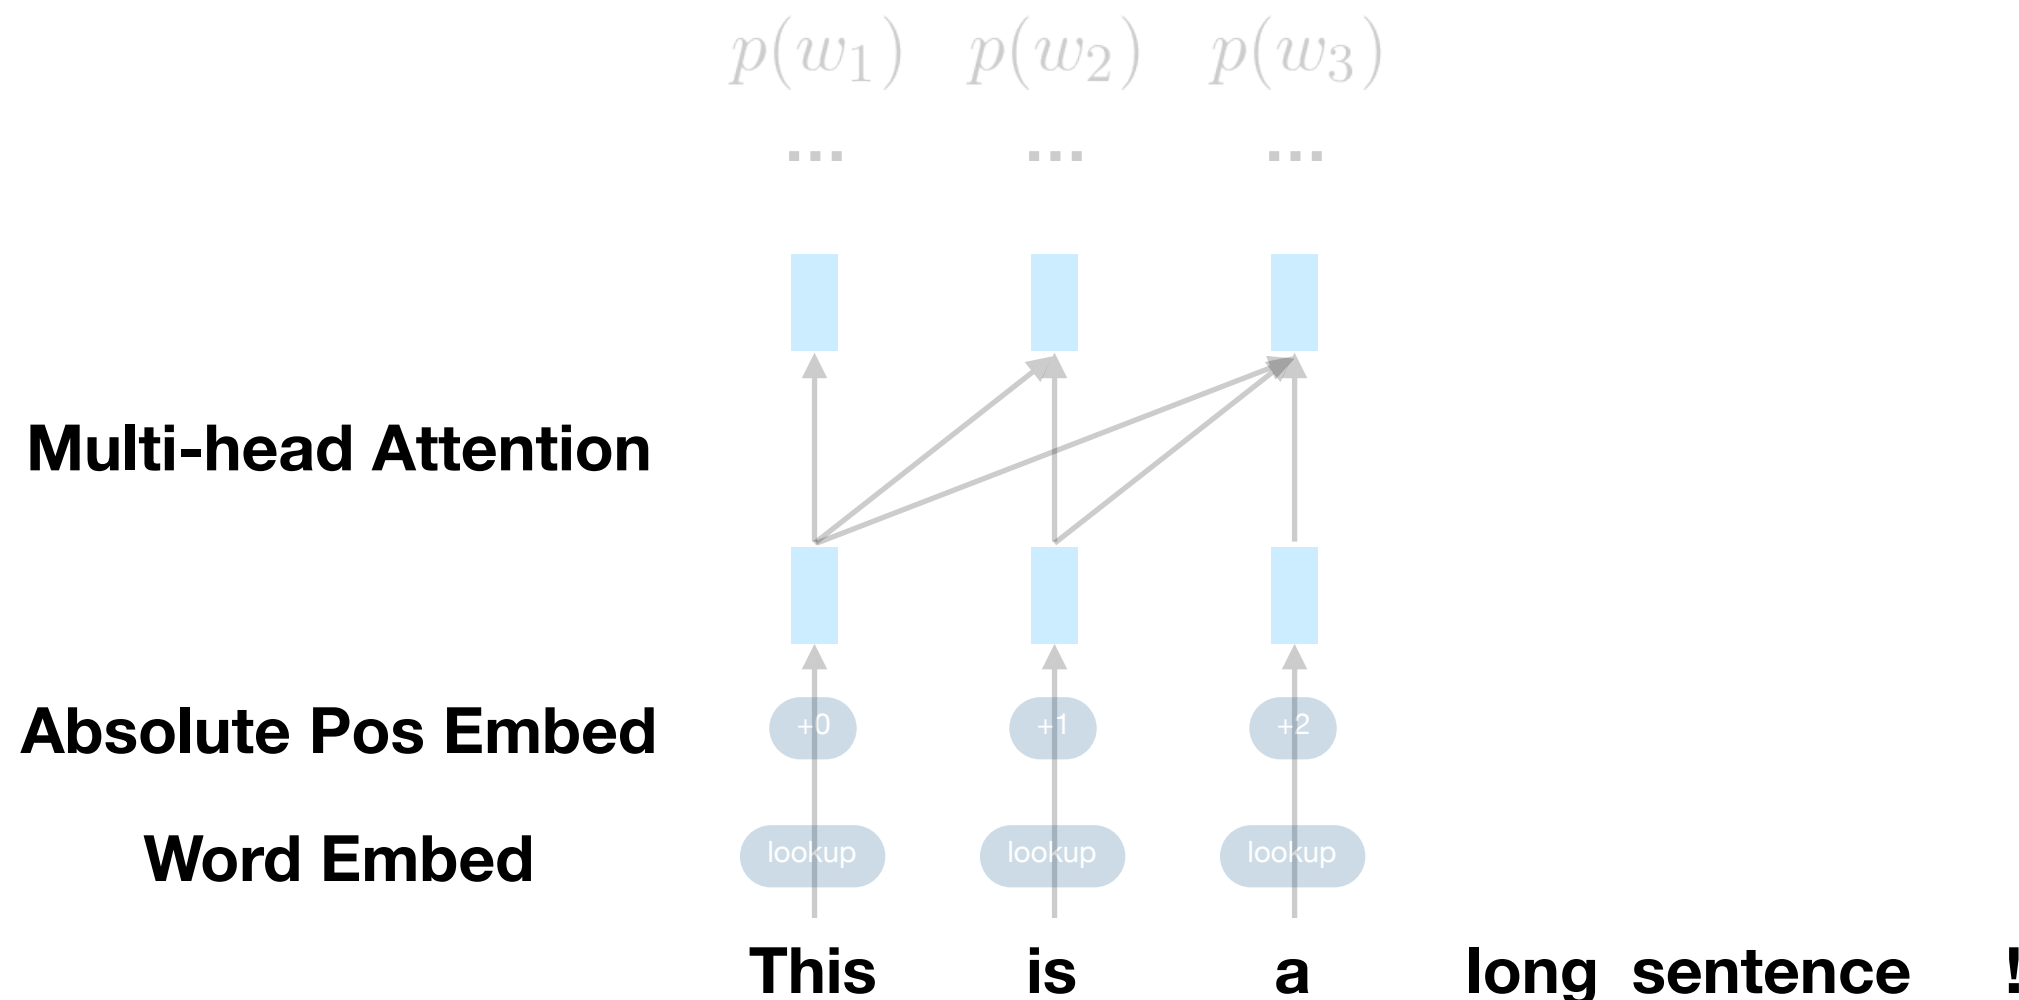 p(w₁) p(w₂) p(w₃)
... ... ...
Multi-head Attention
Absolute Pos Embed +0 +1 +2
Word Embed lookup lookup lookup
This is a long sentence !